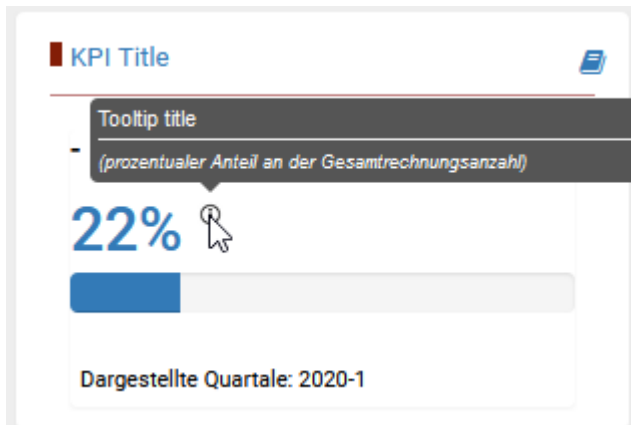 KPI Title
Tooltip title
-
(prozentualer Anteil an der Gesamtrechnungsanzahl)
22%
Dargestellte Quartale: 2020-1